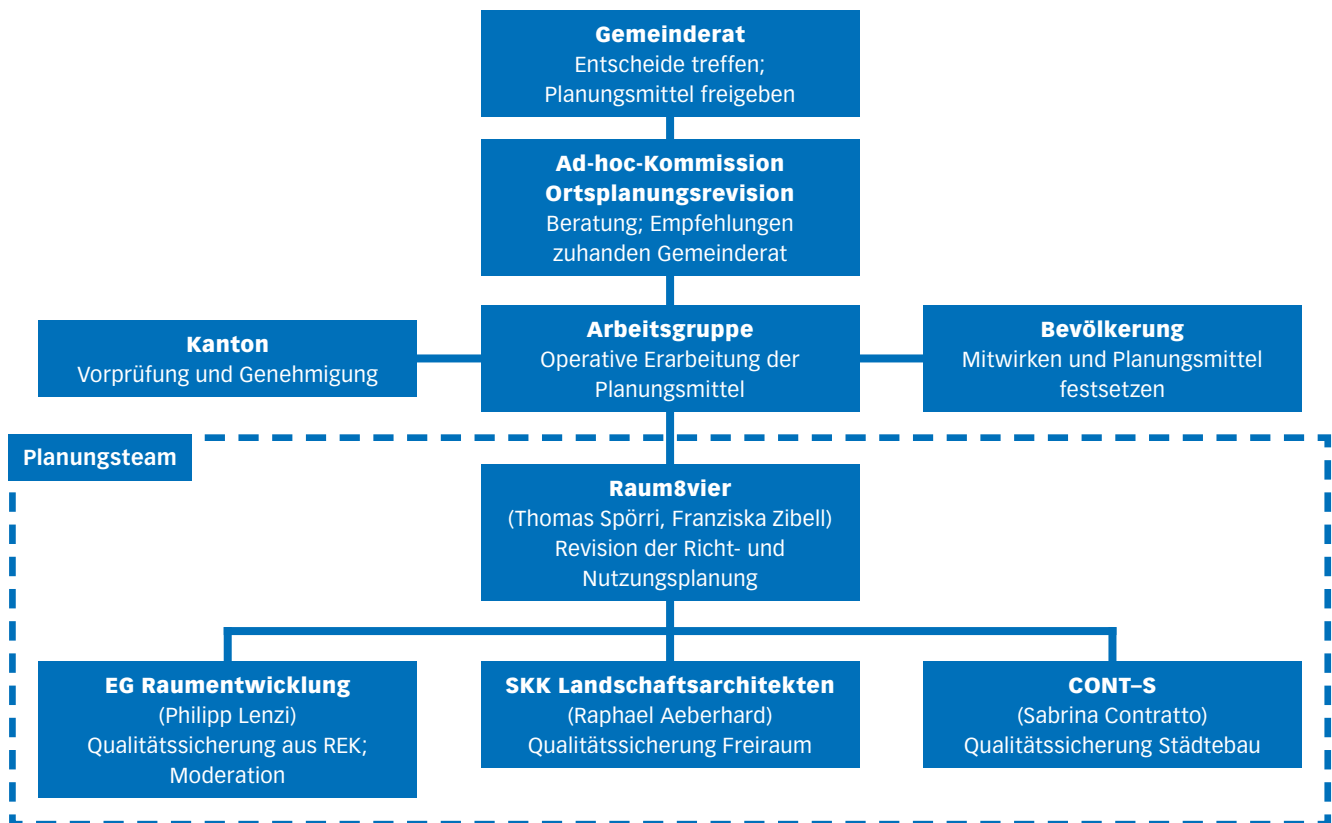 Gemeinderat
Entscheide treffen;
Planungsmittel freigeben
Ad-hoc-Kommission
Ortsplanungsrevision
Beratung; Empfehlungen
zuhanden Gemeinderat
Kanton
Vorprüfung und Genehmigung
Arbeitsgruppe
Operative Erarbeitung der
Planungsmittel
Bevölkerung
Mitwirken und Planungsmittel
festsetzen
Planungsteam
Raum8vier
(Thomas Spörri, Franziska Zibell)
Revision der Richt- und
Nutzungsplanung
EG Raumentwicklung
(Philipp Lenzi)
Qualitätssicherung aus REK;
Moderation
SKK Landschaftsarchitekten
(Raphael Aeberhard)
Qualitätssicherung Freiraum
CONT–S
(Sabrina Contratto)
Qualitätssicherung Städtebau